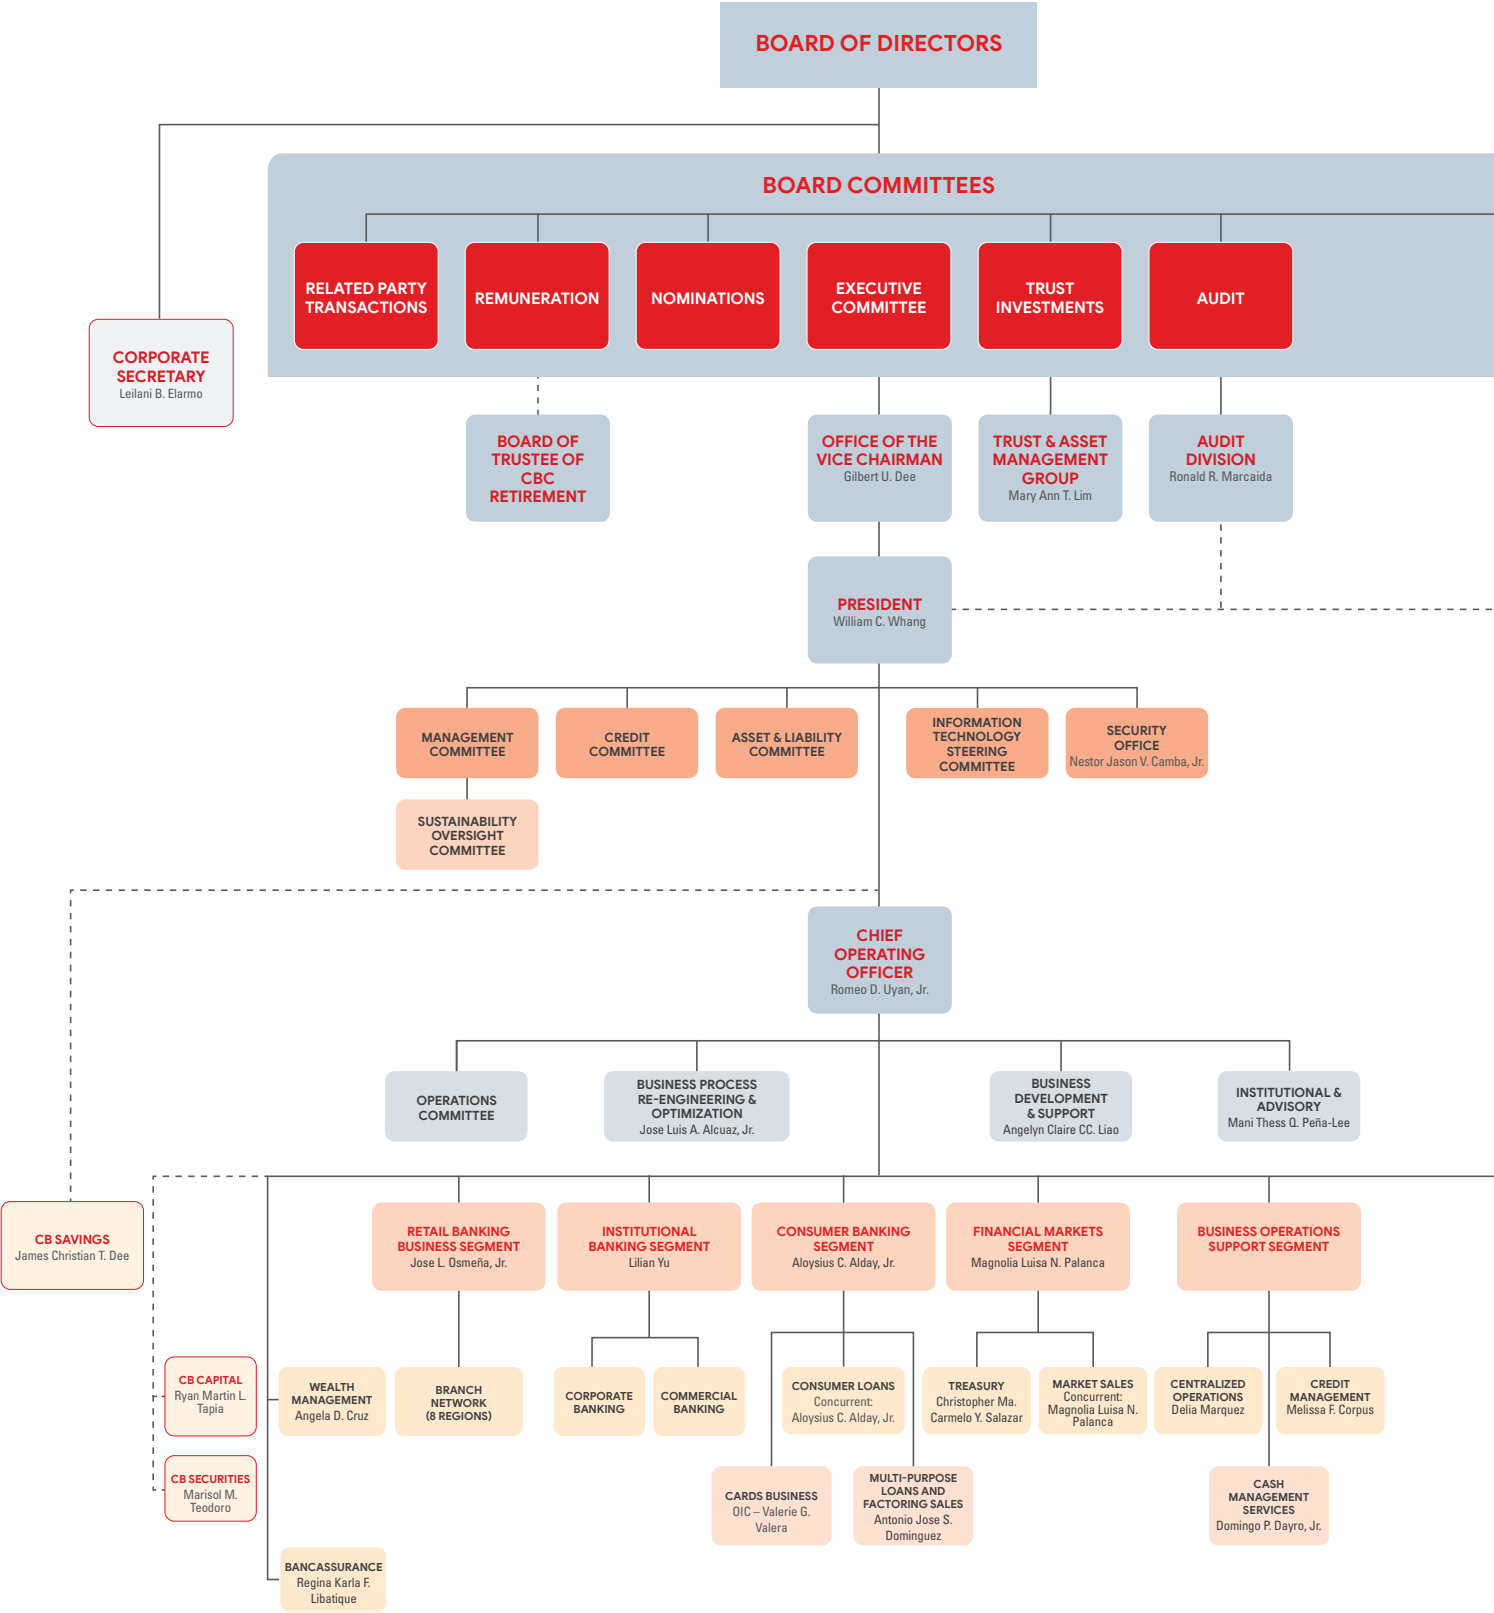 BOARD OF DIRECTORS
BOARD COMMITTEES
RELATED PARTY
TRANSACTIONS
REMUNERATION
NOMINATIONS
EXECUTIVE
COMMITTEE
TRUST
INVESTMENTS
AUDIT
CORPORATE
SECRETARY
Leilani B. Elarmo
BOARD OF
TRUSTEE OF
CBC
RETIREMENT
OFFICE OF THE
VICE CHAIRMAN
Gilbert U. Dee
TRUST & ASSET
MANAGEMENT
GROUP
Mary Ann T. Lim
AUDIT
DIVISION
Ronald R. Marcaida
PRESIDENT
William C. Whang
MANAGEMENT
COMMITTEE
CREDIT
COMMITTEE
ASSET & LIABILITY
COMMITTEE
INFORMATION
TECHNOLOGY
STEERING
COMMITTEE
SECURITY
OFFICE
Nestor Jason V. Camba, Jr.
SUSTAINABILITY
OVERSIGHT
COMMITTEE
CHIEF
OPERATING
OFFICER
Romeo D. Uyan, Jr.
OPERATIONS
COMMITTEE
BUSINESS PROCESS
RE-ENGINEERING &
OPTIMIZATION
Jose Luis A. Alcuaz, Jr.
BUSINESS
DEVELOPMENT
& SUPPORT
Angelyn Claire CC. Liao
INSTITUTIONAL &
ADVISORY
Mani Thess Q. Peña-Lee
CB SAVINGS
James Christian T. Dee
RETAIL BANKING
BUSINESS SEGMENT
Jose L. Osmeña, Jr.
INSTITUTIONAL
BANKING SEGMENT
Lilian Yu
CONSUMER BANKING
SEGMENT
Aloysius C. Alday, Jr.
FINANCIAL MARKETS
SEGMENT
Magnolia Luisa N. Palanca
BUSINESS OPERATIONS
SUPPORT SEGMENT
CB CAPITAL
Ryan Martin L.
Tapia
WEALTH
MANAGEMENT
Angela D. Cruz
BRANCH
NETWORK
(8 REGIONS)
CORPORATE
BANKING
COMMERCIAL
BANKING
CONSUMER LOANS
Concurrent:
Aloysius C. Alday, Jr.
TREASURY
Christopher Ma.
Carmelo Y. Salazar
MARKET SALES
Concurrent:
Magnolia Luisa N.
Palanca
CENTRALIZED
OPERATIONS
Delia Marquez
CREDIT
MANAGEMENT
Melissa F. Corpus
CB SECURITIES
Marisol M.
Teodoro
CARDS BUSINESS
OIC – Valerie G.
Valera
MULTI-PURPOSE
LOANS AND
FACTORING SALES
Antonio Jose S.
Dominguez
CASH
MANAGEMENT
SERVICES
Domingo P. Dayro, Jr.
BANCASSURANCE
Regina Karla F.
Libatique